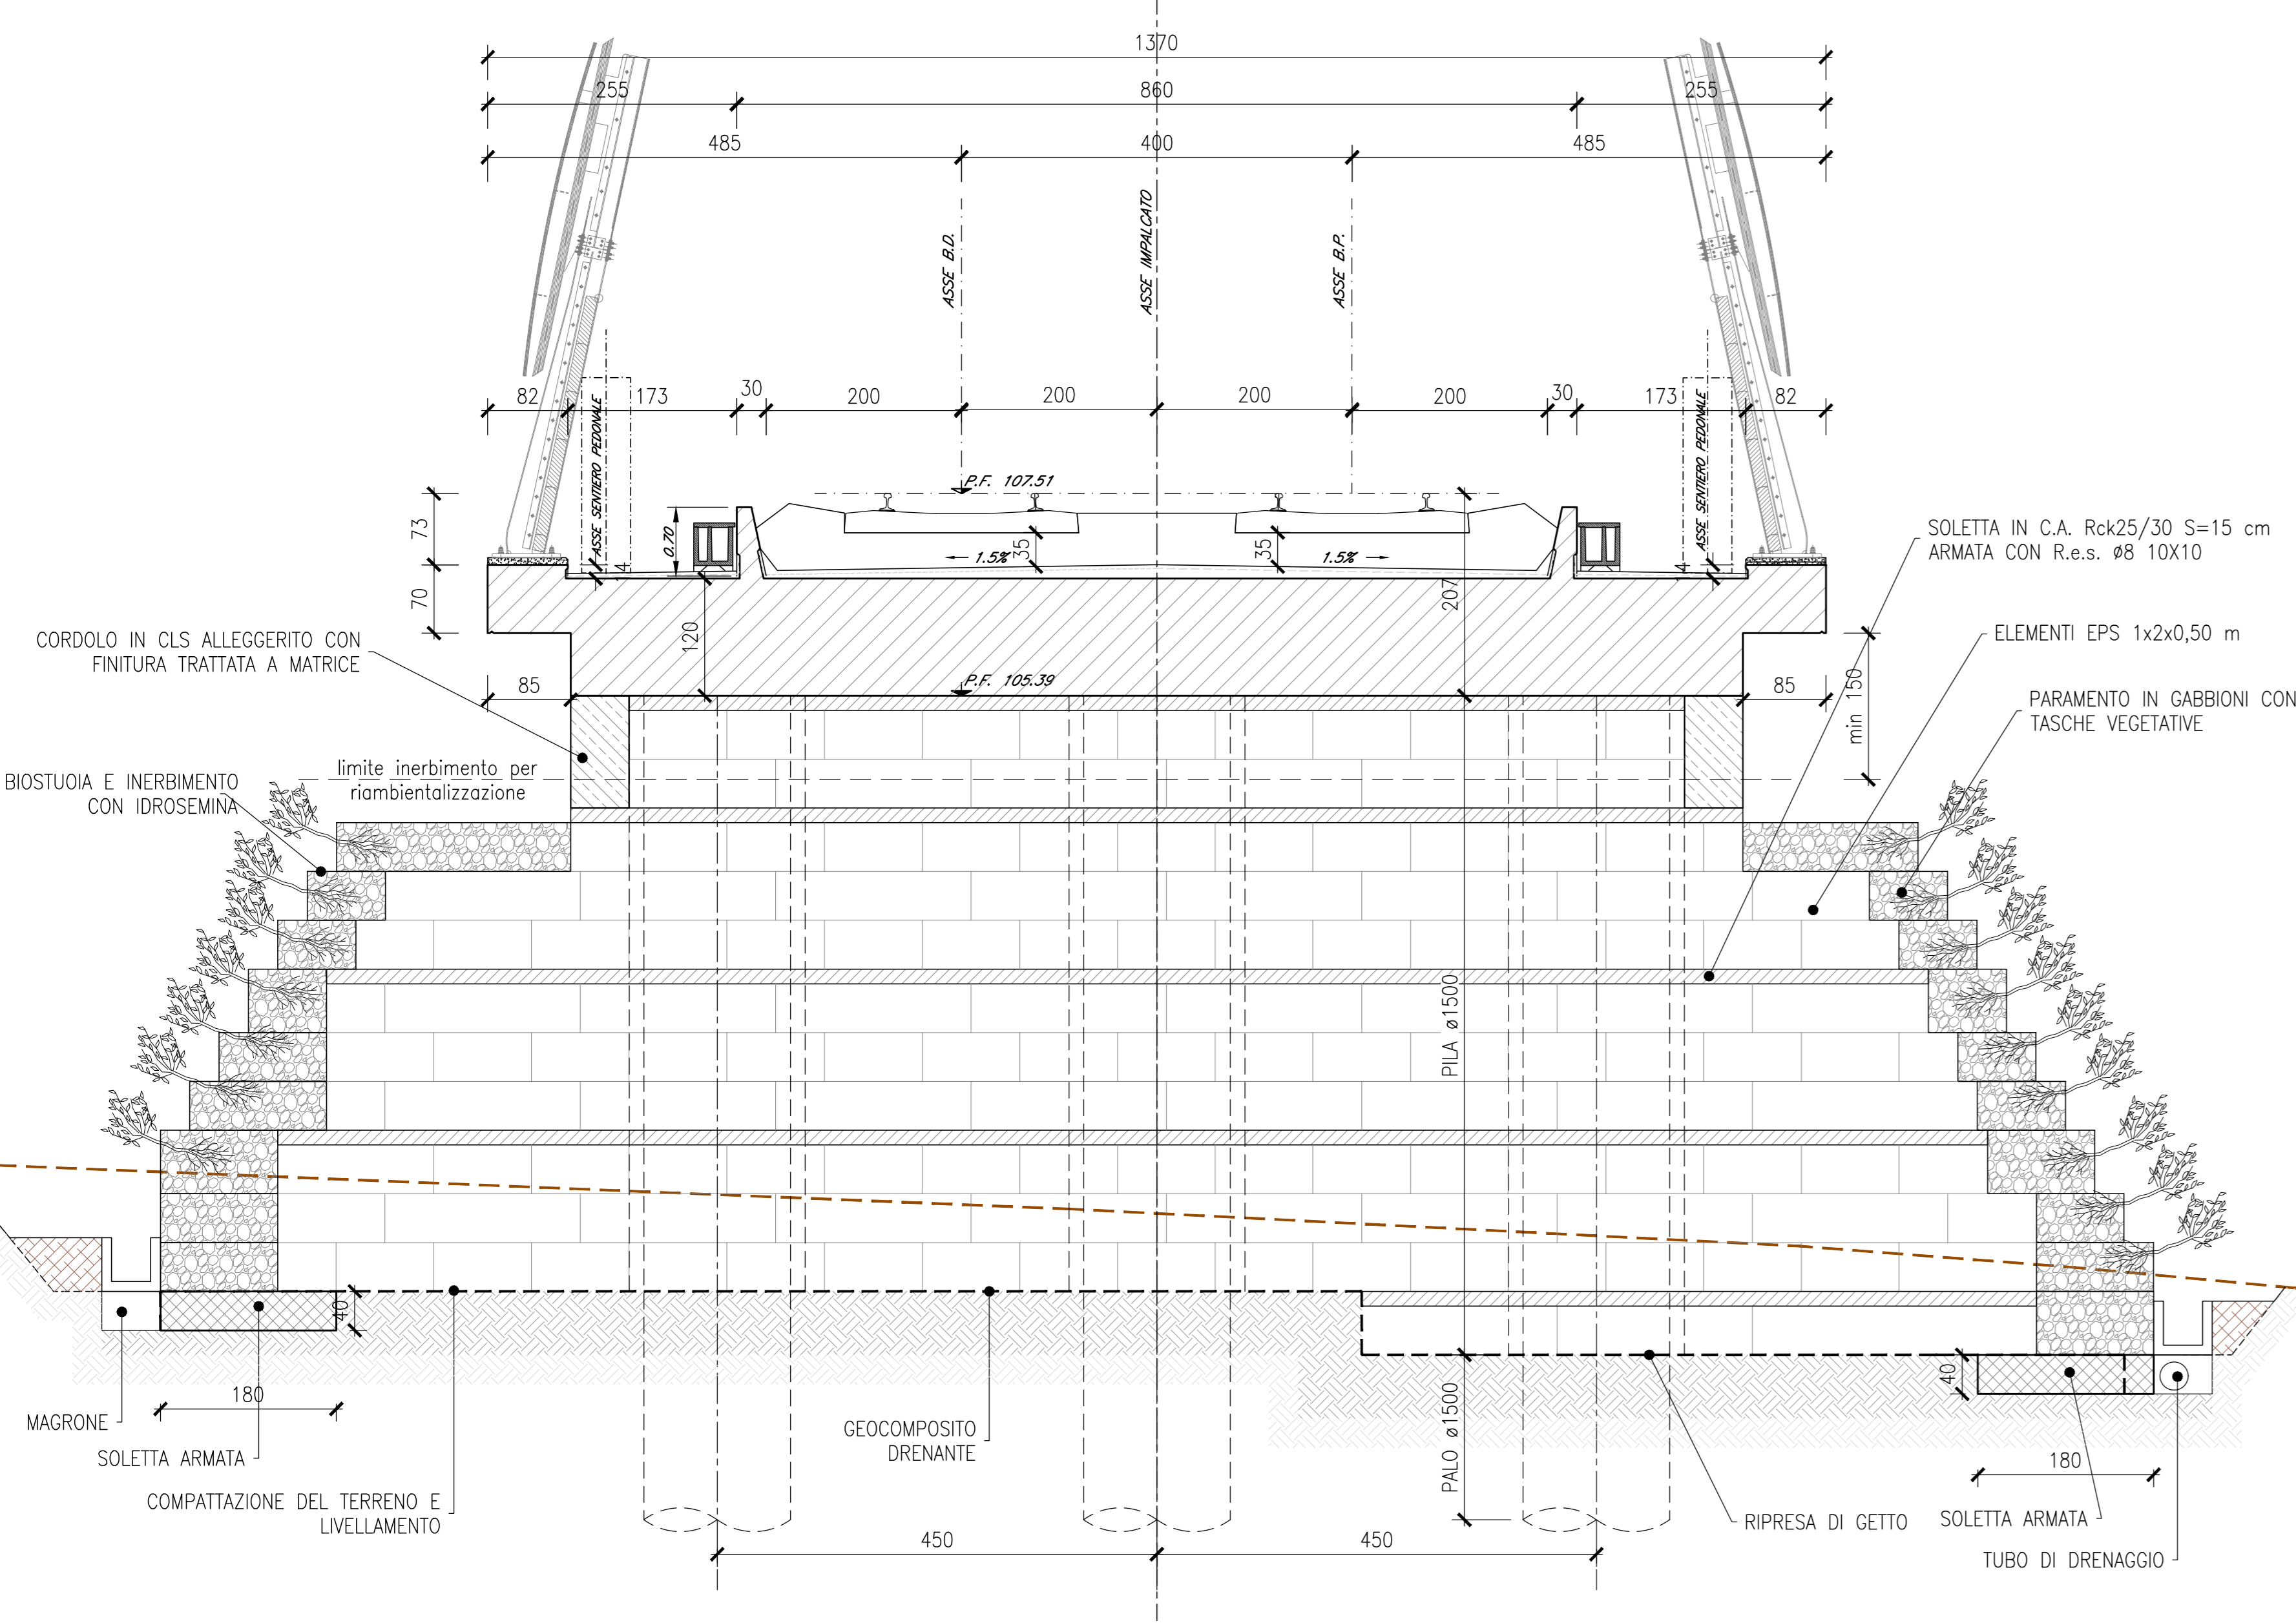 1370
255
860
255
485
400
485
ASSE B.D.
ASSE IMPALCATO
ASSE B.P.
82
173
30
200
200
200
200
30
173
82
ASSE SENTIERO PEDONALE
ASSE SENTIERO PEDONALE
P.F. 107.51
73
0.70
35
35
1.5%
1.5%
4
4
70
120
207
SOLETTA IN C.A. Rck25/30 S=15 cm
ARMATA CON R.e.s. ø8 10X10
CORDOLO IN CLS ALLEGGERITO CON
FINITURA TRATTATA A MATRICE
ELEMENTI EPS 1x2x0,50 m
85
P.F. 105.39
85
min 150
PARAMENTO IN GABBIONI CON
TASCHE VEGETATIVE
limite inerbimento per
riambientalizzazione
BIOSTUOIA E INERBIMENTO
CON IDROSEMINA
PILA ø1500
40
40
180
MAGRONE
SOLETTA ARMATA
GEOCOMPOSITO
DRENANTE
PALO ø1500
180
COMPATTAZIONE DEL TERRENO E
LIVELLAMENTO
RIPRESA DI GETTO
SOLETTA ARMATA
TUBO DI DRENAGGIO
450
450